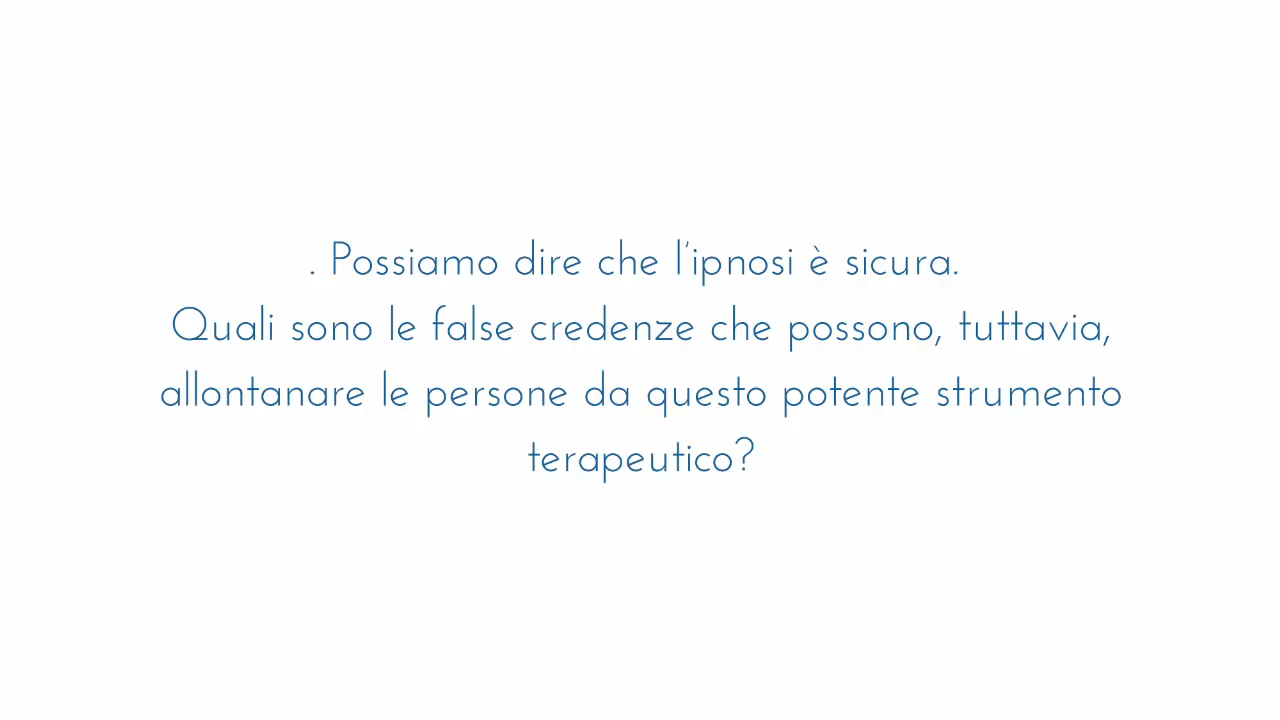 . Possiamo dire che l'ipnosi è sicura.
Quali sono le false credenze che possono, tuttavia,
allontanare le persone da questo potente strumento
terapeutico?